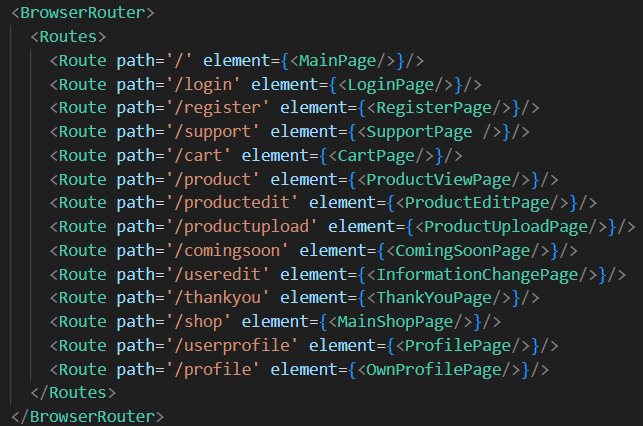 <BrowserRouter>
<Routes>
<Route path='/' element={<MainPage/>}/>
<Route path='/login' element={<LoginPage/>}/>
<Route path='/register' element={<RegisterPage/>}/>
<Route path='/support' element={<SupportPage />}/>
<Route path='/cart' element={<CartPage/>}/>
<Route path='/product' element={<ProductViewPage/>}/>
<Route path='/productedit' element={<ProductEditPage/>}/>
<Route path='/productupload' element={<ProductUploadPage/>}/>
<Route path='/comingsoon' element={<ComingSoonPage/>}/>
<Route path='/useredit' element={<InformationChangePage/>}/>
<Route path='/thankyou' element={<ThankYouPage/>}/>
<Route path='/shop' element={<MainShopPage/>}/>
<Route path='/userprofile' element={<ProfilePage/>}/>
<Route path='/profile' element={<OwnProfilePage/>}/>
</Routes>
</BrowserRouter>